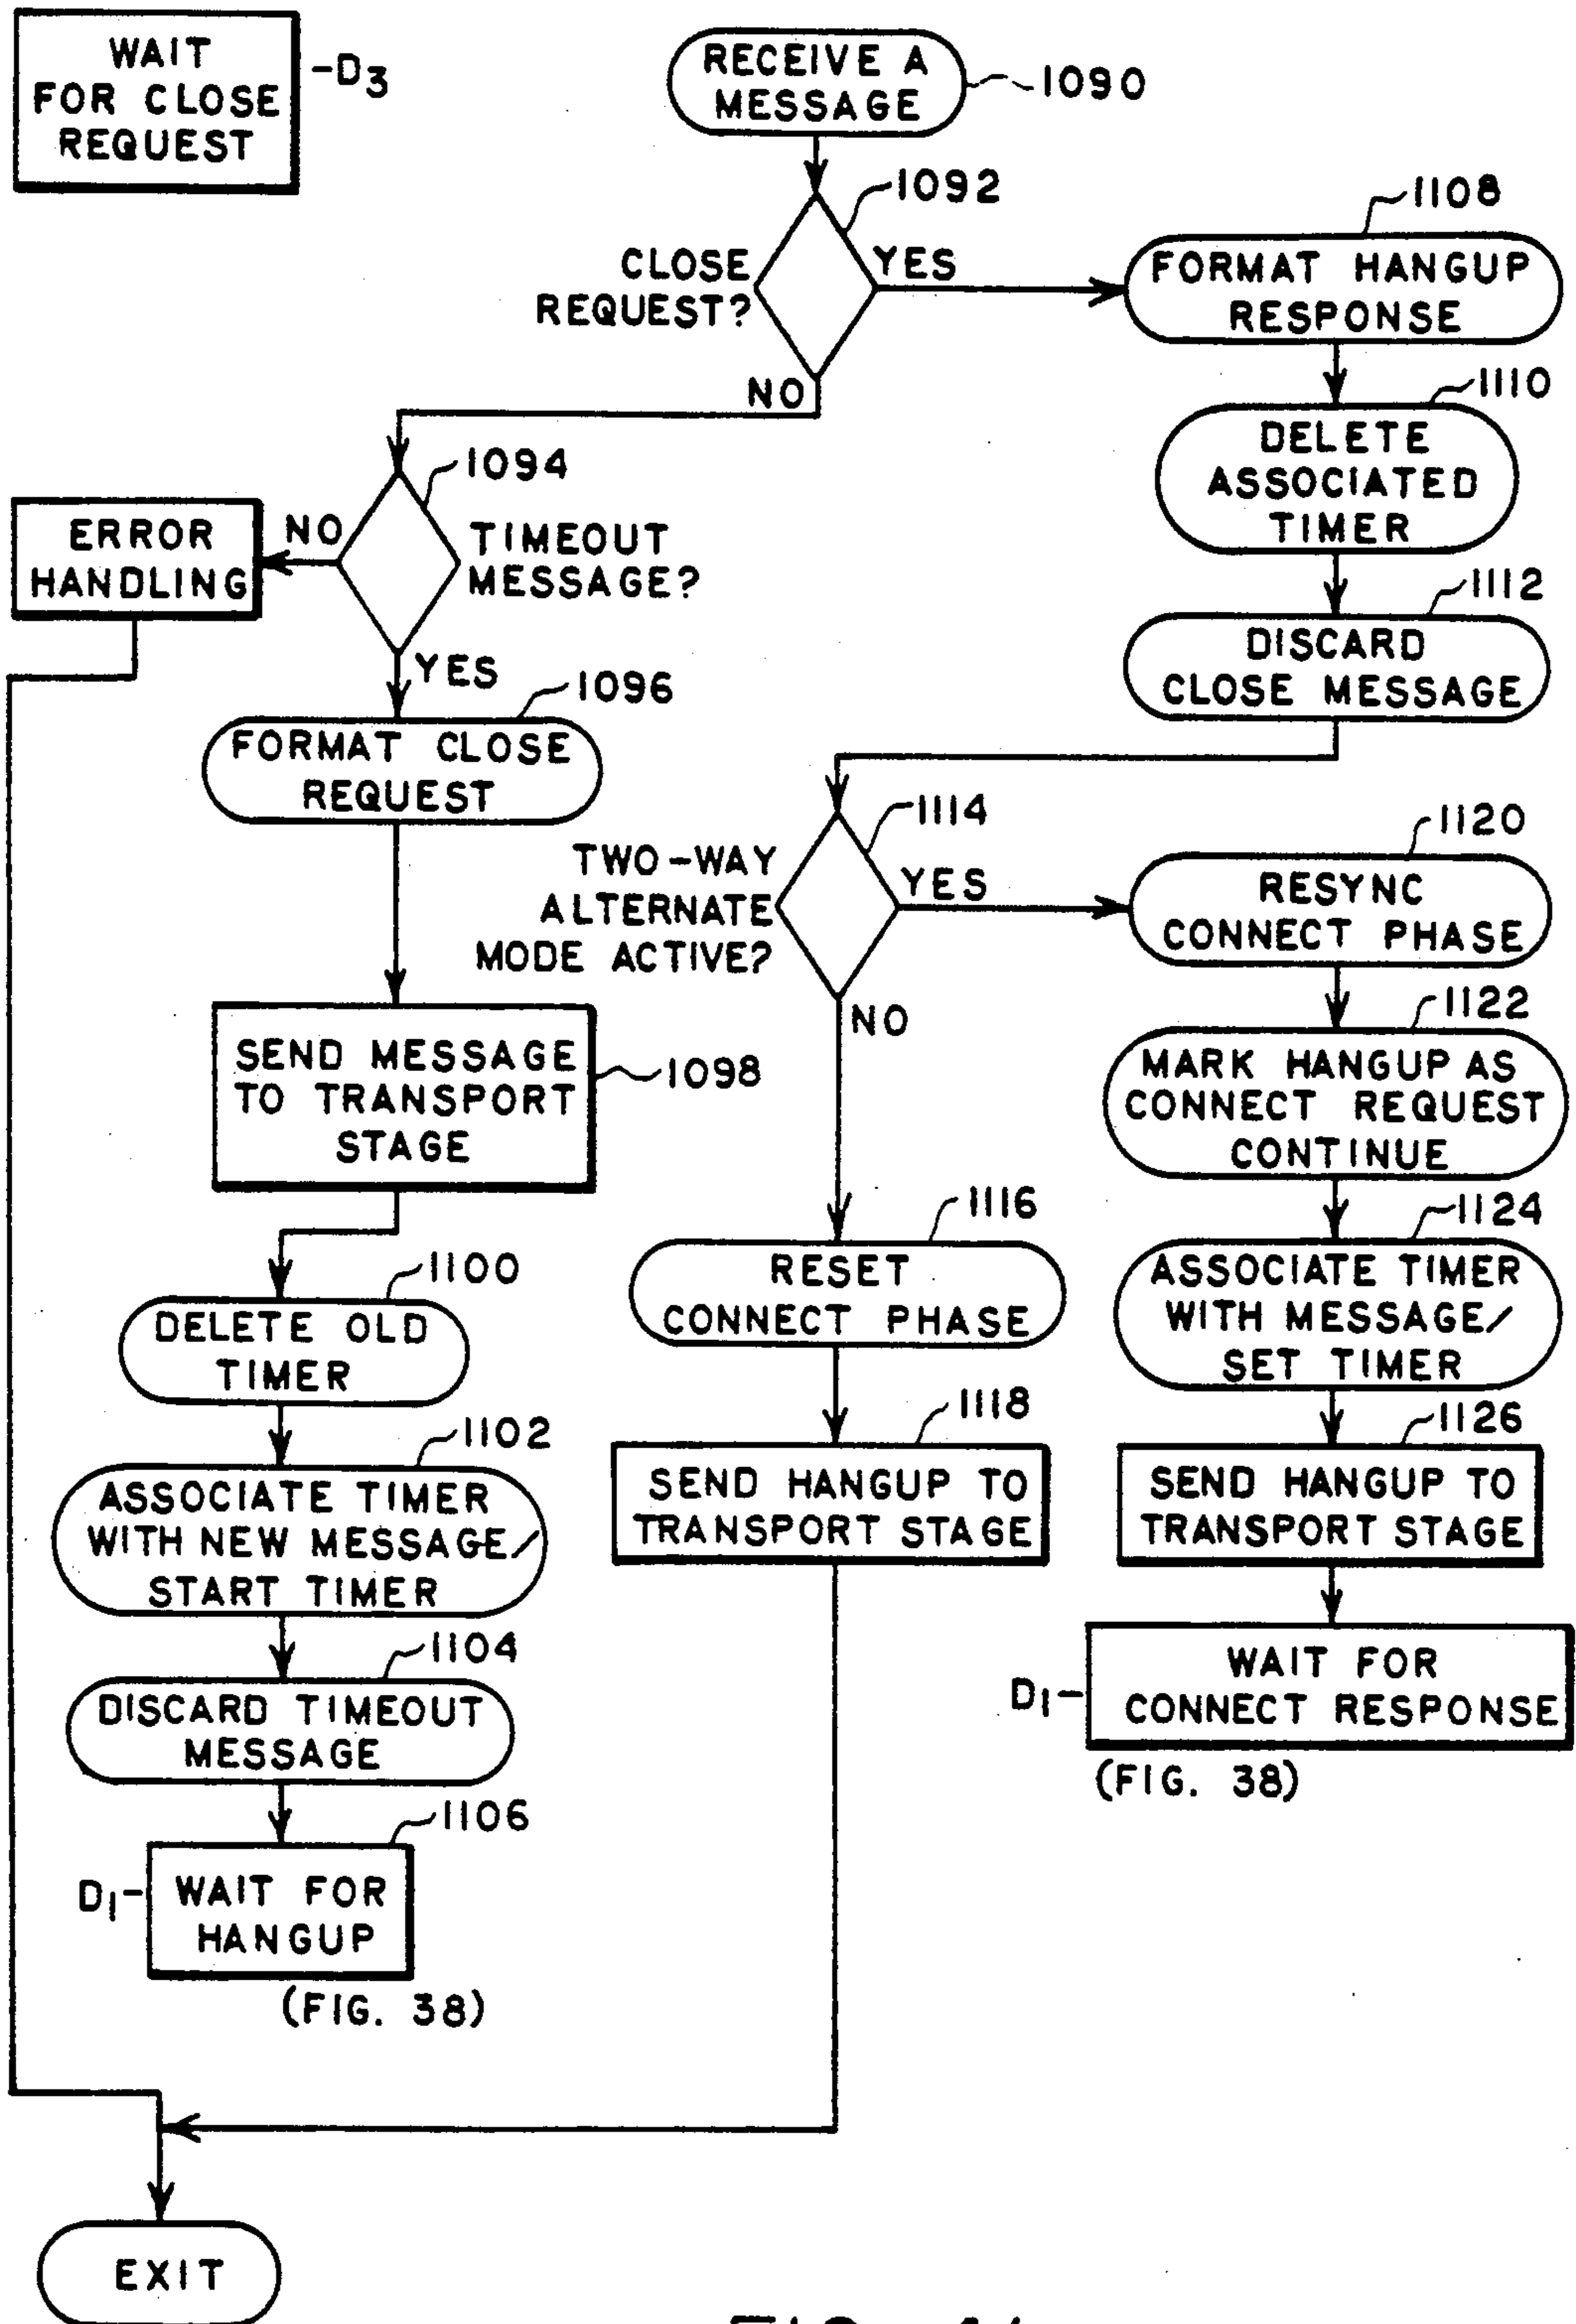 WAIT
FOR CLOSE
REQUEST
-D3
RECEIVE A
MESSAGE
1090
1092
CLOSE
REQUEST?
YES
NO
1108
FORMAT HANGUP
RESPONSE
1110
DELETE
ASSOCIATED
TIMER
1112
DISCARD
CLOSE MESSAGE
1094
TIMEOUT
MESSAGE?
NO
ERROR
HANDLING
YES
1096
FORMAT CLOSE
REQUEST
1098
SEND MESSAGE
TO TRANSPORT
STAGE
1100
DELETE OLD
TIMER
1102
ASSOCIATE TIMER
WITH NEW MESSAGE/
START TIMER
1104
DISCARD TIMEOUT
MESSAGE
1106
D1-
WAIT FOR
HANGUP
(FIG. 38)
1114
TWO-WAY
ALTERNATE
MODE ACTIVE?
YES
NO
1116
RESET
CONNECT PHASE
1118
SEND HANGUP TO
TRANSPORT STAGE
1120
RESYNC
CONNECT PHASE
1122
MARK HANGUP AS
CONNECT REQUEST
CONTINUE
1124
ASSOCIATE TIMER
WITH MESSAGE/
SET TIMER
1126
SEND HANGUP TO
TRANSPORT STAGE
D1-
WAIT FOR
CONNECT RESPONSE
(FIG. 38)
EXIT